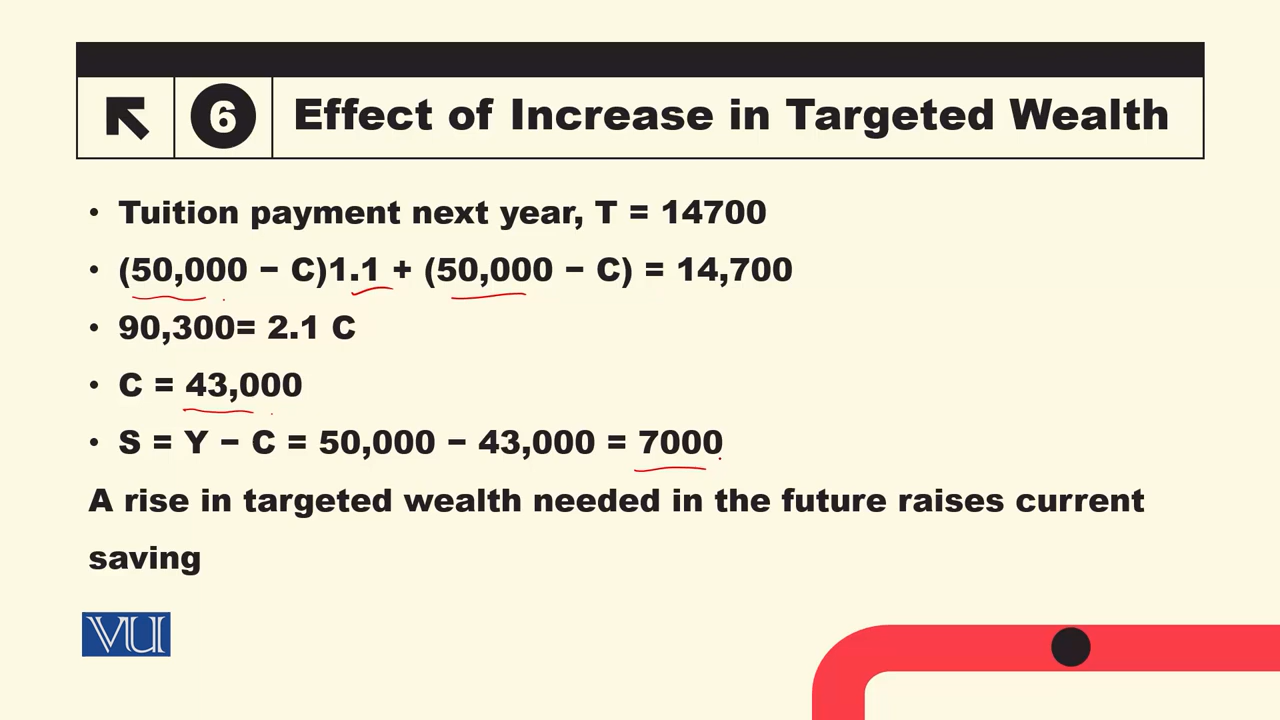 6 Effect of Increase in Targeted Wealth
• Tuition payment next year, T = 14700
• (50,000 − C)1.1 + (50,000 − C) = 14,700
• 90,300= 2.1 C
• C = 43,000
• S = Y − C = 50,000 − 43,000 = 7000
A rise in targeted wealth needed in the future raises current
saving
VU